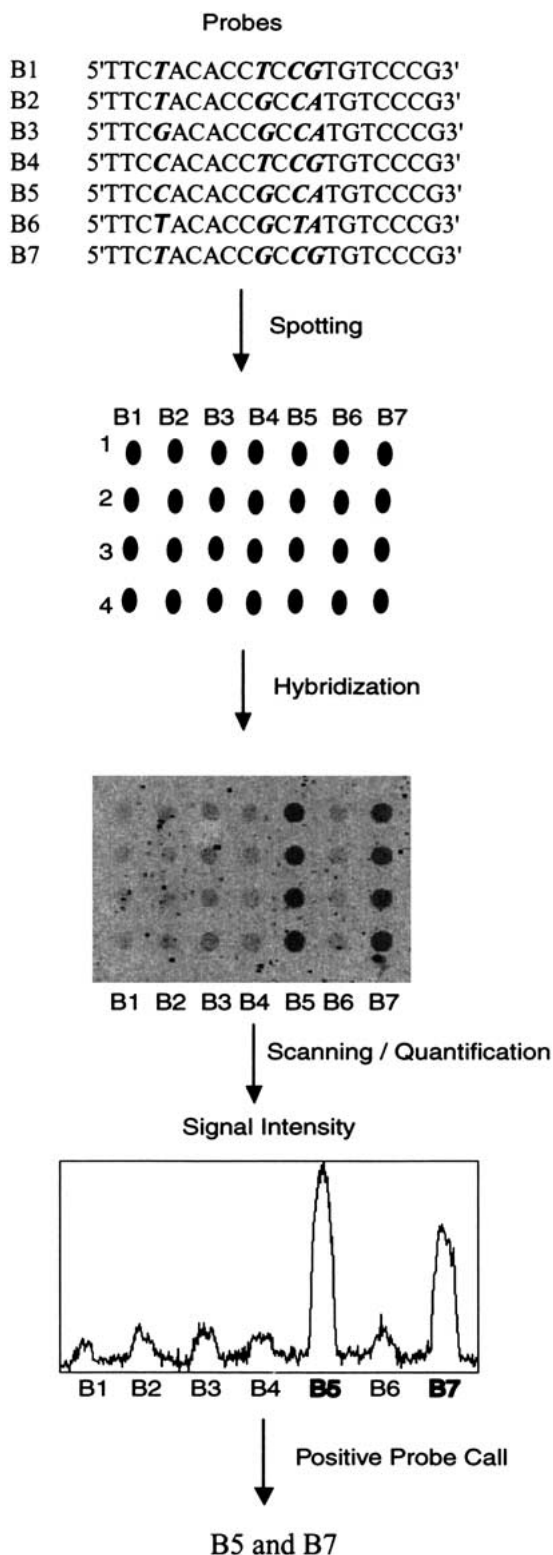 Probes
B1 5'TTCTACACCTCCGTGTCCCG3'
B2 5'TTCTACACCGCCATGTCCCG3'
B3 5'TTCGACACCGCCATGTCCCG3'
B4 5'TTCCACACCTCCGTGTCCCG3'
B5 5'TTCCACACCGCCATGTCCCG3'
B6 5'TTCTACACCGCTATGTCCCG3'
B7 5'TTCTACACCGCCGTGTCCCG3'
Spotting
B1 B2 B3 B4 B5 B6 B7
1
2
3
4
Hybridization
B1 B2 B3 B4 B5 B6 B7
Scanning / Quantification
Signal Intensity
B1 B2 B3 B4 B5 B6 B7
Positive Probe Call
B5 and B7